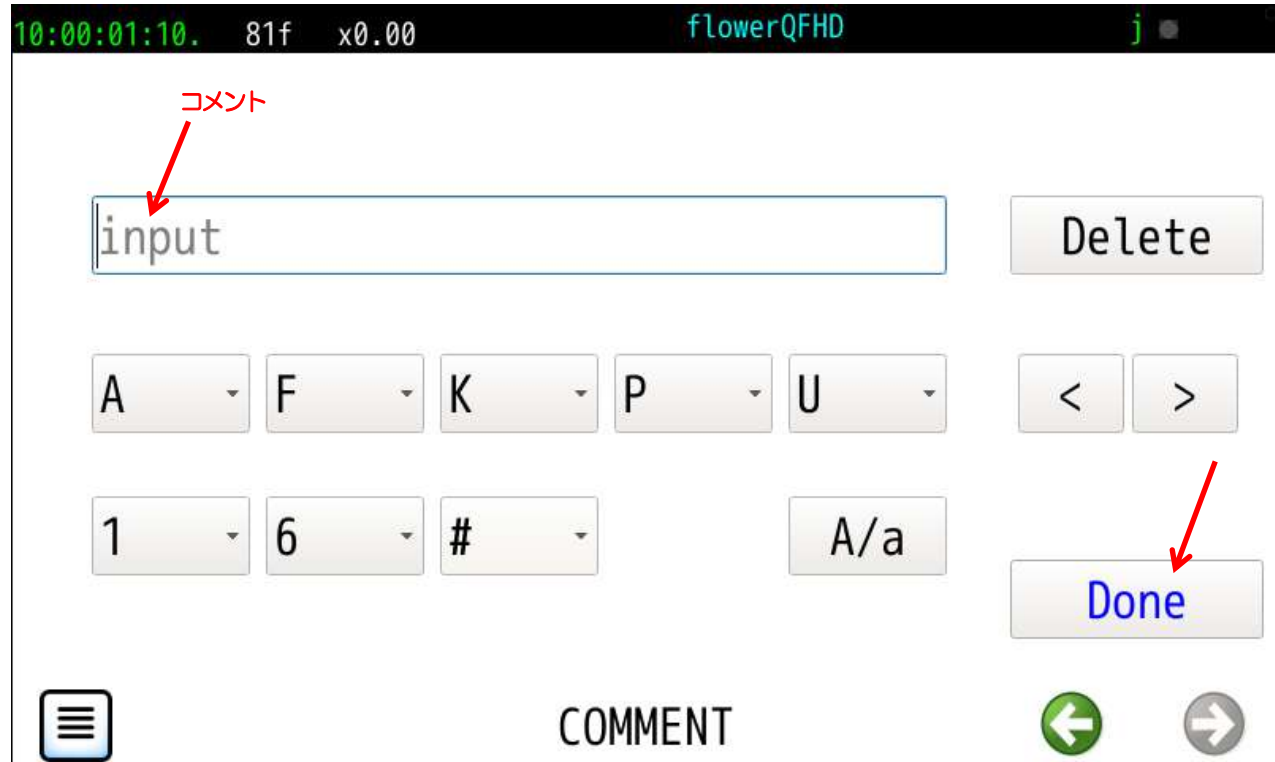 10:00:01:10. 81f x0.00 flowerQFHD j
コメント
input Delete
A F K P U < >
1 6 # A/a
Done
COMMENT